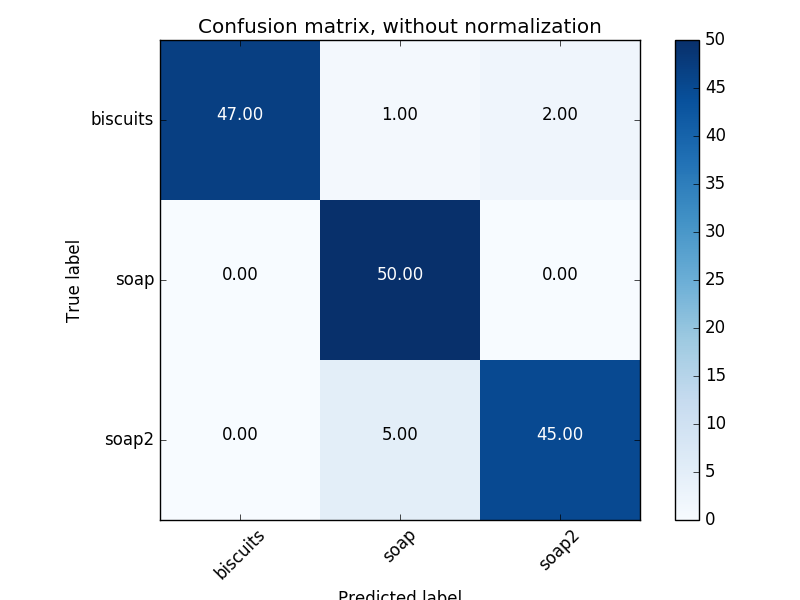 Confusion matrix, without normalization
biscuits 47.00 1.00 2.00
soap 0.00 50.00 0.00
soap2 0.00 5.00 45.00
True label
biscuits soap soap2
Predicted label
50
45
40
35
30
25
20
15
10
5
0